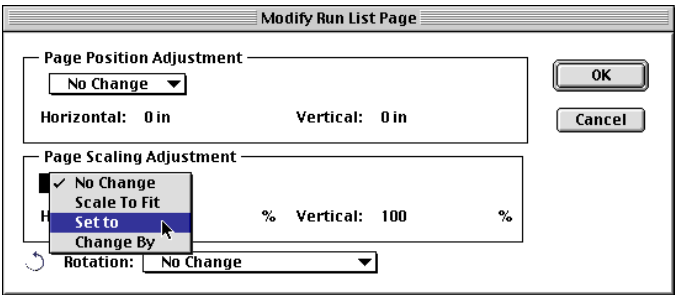 Modify Run List Page
Page Position Adjustment
No Change
OK
Horizontal: 0 in Vertical: 0 in
Cancel
Page Scaling Adjustment
✓ No Change
Scale To Fit
H % Vertical: 100 %
Set to
Change By
Rotation: No Change